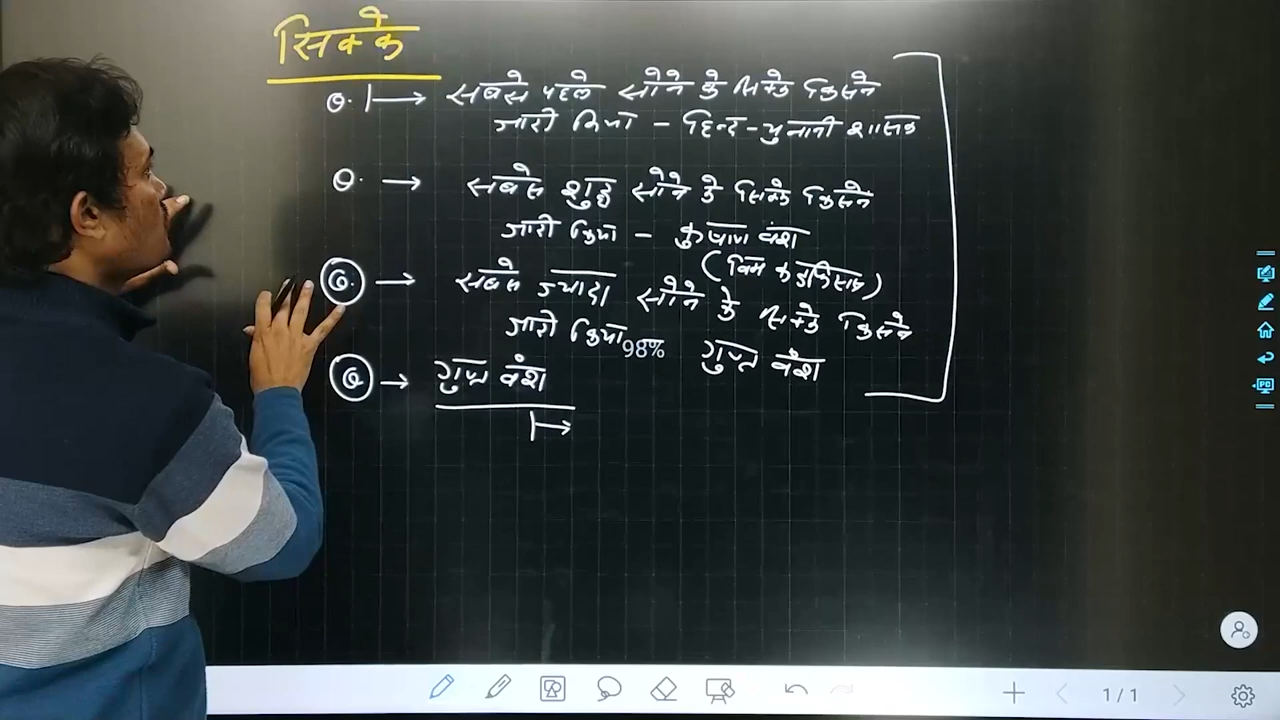 सिक्के
Q. → सबसे पहले सोने के सिक्के किसने
जारी किया - हिन्द-युनानी शासक
Q. → सबसे शुद्ध सोने के सिक्के किसने
जारी किया - कुषाण वंश
(विम कडफिसस)
Q. → सबसे ज्यादा सोने के सिक्के किसने
जारी किया 98% गुप्त वंश
Q → गुप्त वंश
1/1